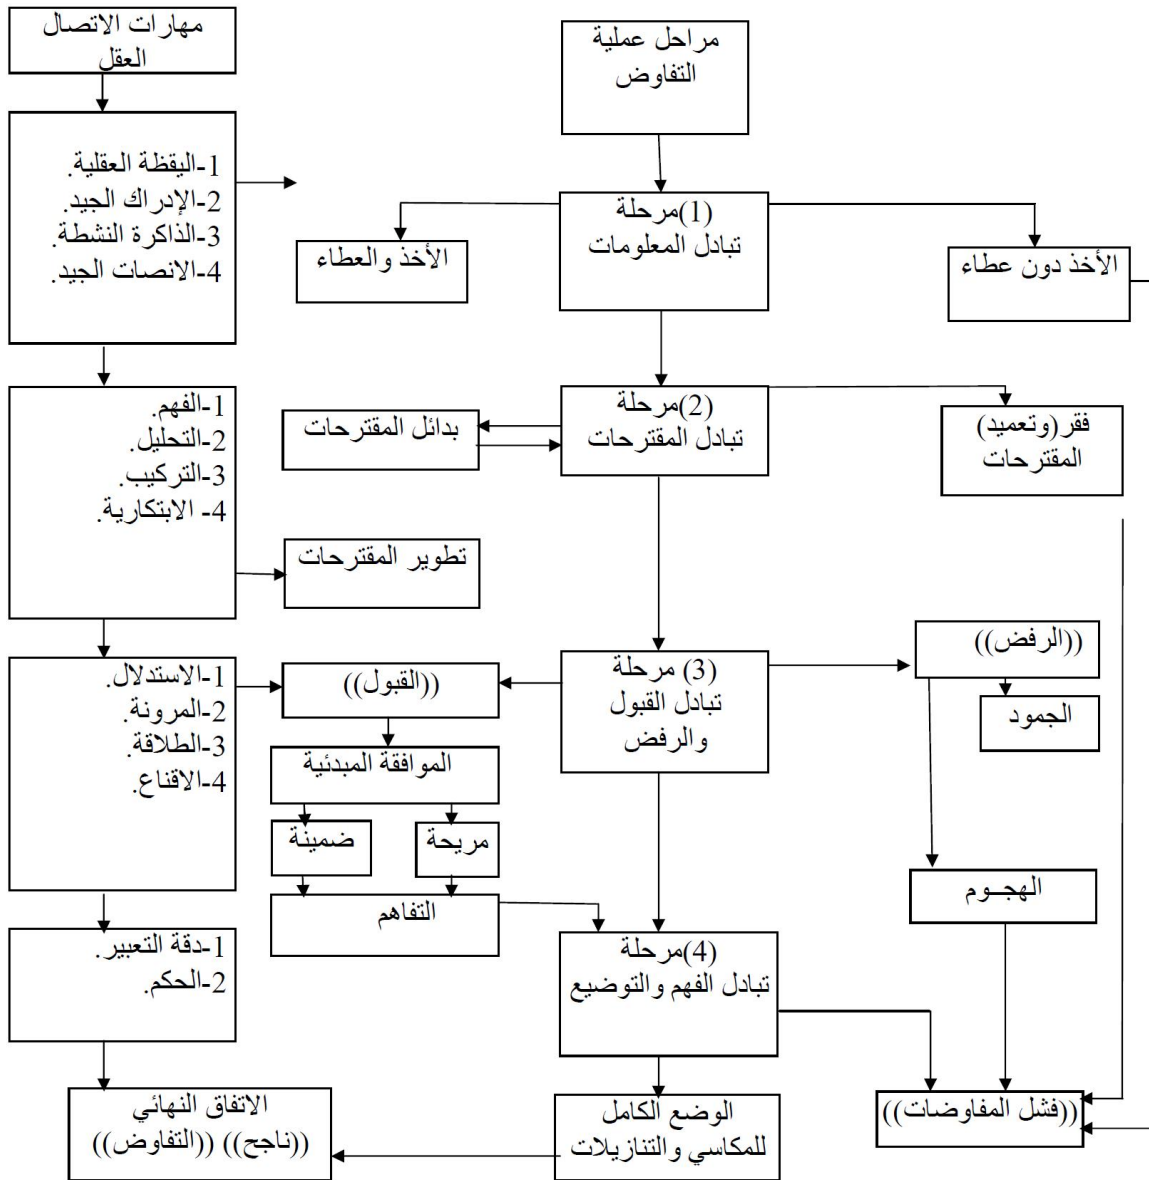 مهارات الاتصال
العقل
مراحل عملية
التفاوض
1-اليقظة العقلية.
2-الإدراك الجيد.
3-الذاكرة النشطة.
4-الانصات الجيد.
(1)مرحلة
تبادل المعلومات
الأخذ والعطاء
الأخذ دون عطاء
1-الفهم.
2-التحليل.
3-التركيب.
4- الابتكارية.
(2)مرحلة
تبادل المقترحات
بدائل المقترحات
فقر(وتعميد)
المقترحات
تطوير المقترحات
1-الاستدلال.
2-المرونة.
3-الطلاقة.
4-الاقناع.
((القبول))
(3) مرحلة
تبادل القبول
والرفض
((الرفض))
الجمود
الموافقة المبدئية
ضمينة
مريحة
التفاهم
الهجـوم
1-دقة التعبير.
2-الحكم.
(4)مرحلة
تبادل الفهم والتوضيع
الاتفاق النهائي
((ناجح)) ((التفاوض))
الوضع الكامل
للمكاسي والتنازيلات
((فشل المفاوضات))